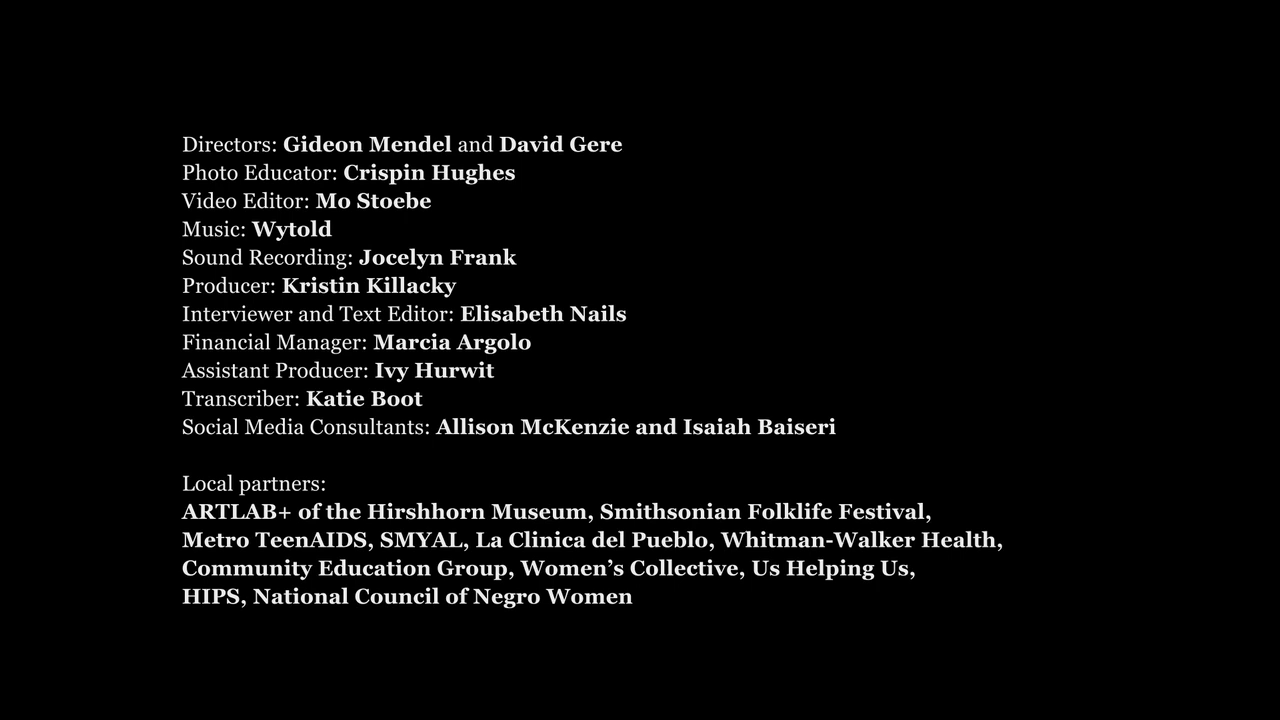 Directors: Gideon Mendel and David Gere
Photo Educator: Crispin Hughes
Video Editor: Mo Stoebe
Music: Wytold
Sound Recording: Jocelyn Frank
Producer: Kristin Killacky
Interviewer and Text Editor: Elisabeth Nails
Financial Manager: Marcia Argolo
Assistant Producer: Ivy Hurwit
Transcriber: Katie Boot
Social Media Consultants: Allison McKenzie and Isaiah Baiseri
Local partners:
ARTLAB+ of the Hirshhorn Museum, Smithsonian Folklife Festival,
Metro TeenAIDS, SMYAL, La Clinica del Pueblo, Whitman-Walker Health,
Community Education Group, Women’s Collective, Us Helping Us,
HIPS, National Council of Negro Women